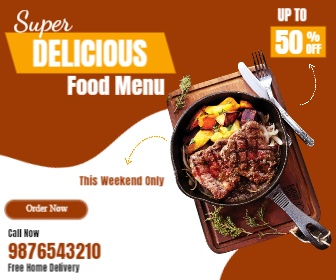 Super
DELICIOUS
Food Menu
UP TO
50 % OFF
This Weekend Only
Order Now
Call Now
9876543210
Free Home Delivery